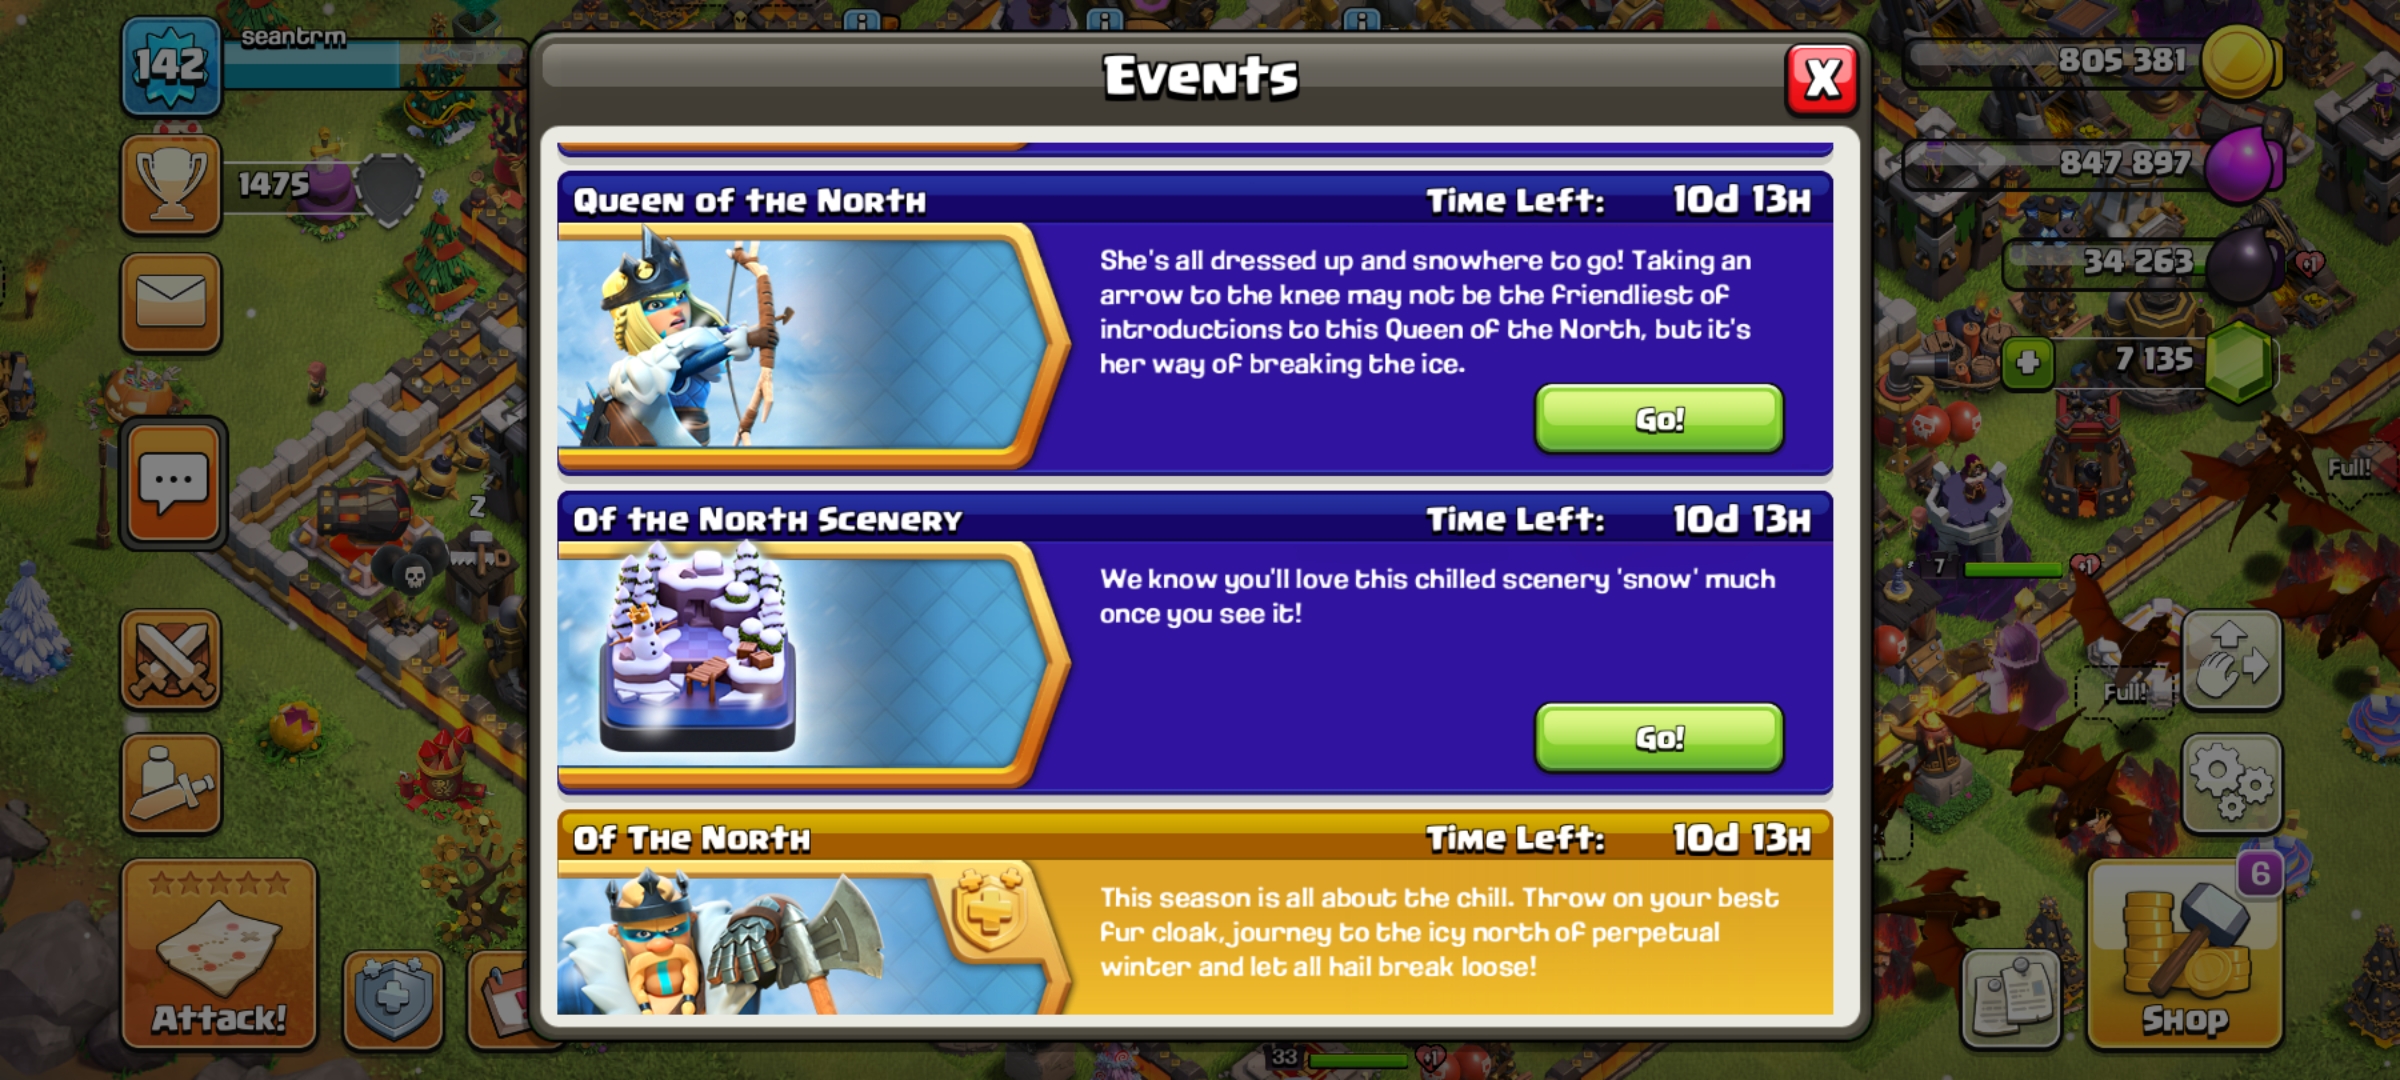 142
seantrm
Events
X
805 381
847 897
1475
34 263
7 135
Queen of the North
Time Left: 10d 13H
She's all dressed up and snowhere to go! Taking an
arrow to the knee may not be the friendliest of
introductions to this Queen of the North, but it's
her way of breaking the ice.
Go!
Full!
Z
Of the North Scenery
Time Left: 10d 13H
We know you'll love this chilled scenery 'snow' much
once you see it!
Go!
7
+1
Full!
Of The North
Time Left: 10d 13H
This season is all about the chill. Throw on your best
fur cloak, journey to the icy north of perpetual
winter and let all hail break loose!
6
Attack!
Shop
33
+1